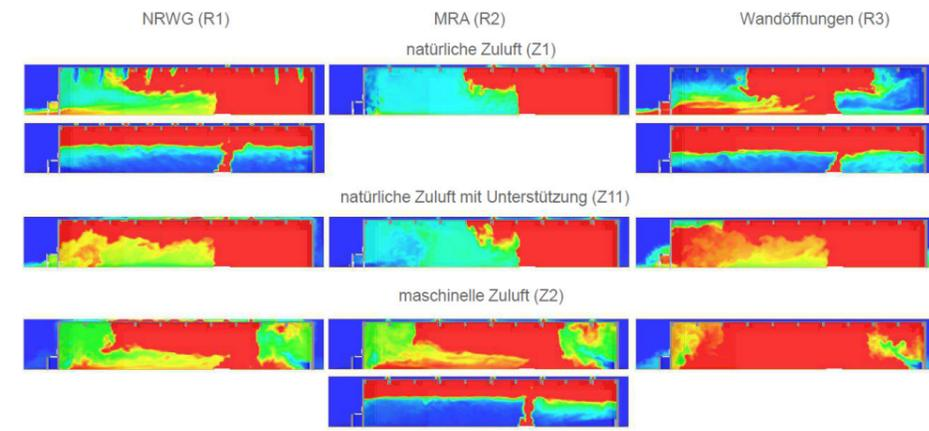 NRWG (R1) MRA (R2) Wandöffnungen (R3)
natürliche Zuluft (Z1)
natürliche Zuluft mit Unterstützung (Z11)
maschinelle Zuluft (Z2)